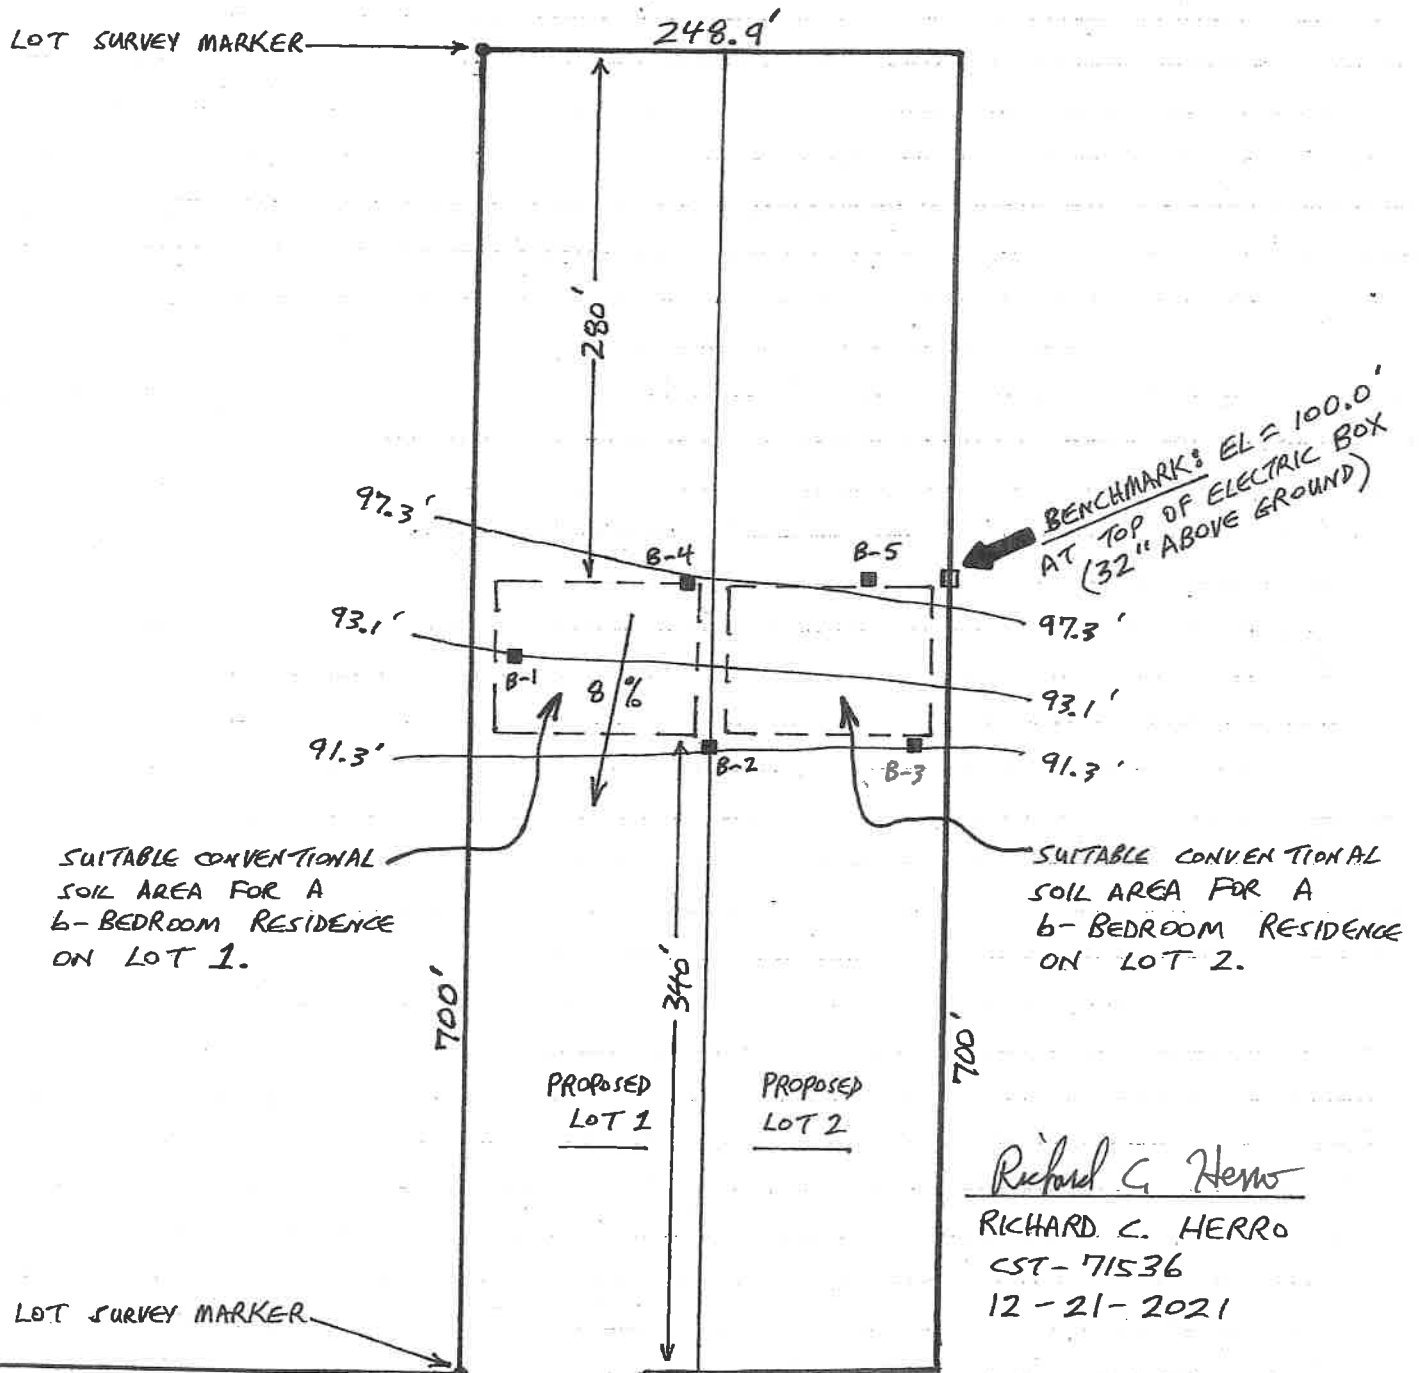 LOT SURVEY MARKER
248.9'
280'
BENCHMARK: EL = 100.0'
AT TOP OF ELECTRIC BOX
(32" ABOVE GROUND)
97.3'
B-4
B-5
93.1'
97.3'
B-1
8 %
93.1'
91.3'
B-2
B-3
91.3'
SUITABLE CONVENTIONAL
SOIL AREA FOR A
6-BEDROOM RESIDENCE
ON LOT 1.
SUITABLE CONVENTIONAL
SOIL AREA FOR A
6-BEDROOM RESIDENCE
ON LOT 2.
700'
340'
700'
PROPOSED
LOT 1
PROPOSED
LOT 2
Richard C. Herro
RICHARD C. HERRO
CST-71536
12-21-2021
LOT SURVEY MARKER